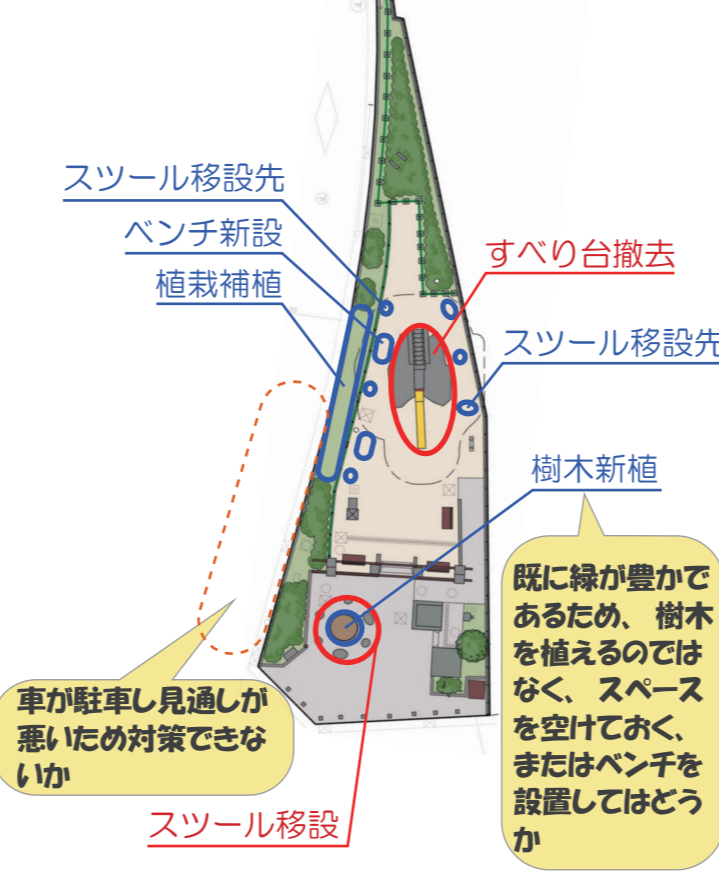 スツール移設先
ベンチ新設
植栽補植
すべり台撤去
スツール移設先
樹木新植
既に緑が豊かで
あるため、樹木
を植えるのでは
なく、スペース
を空けておく、
またはベンチを
設置してはどう
か
車が駐車し見通しが
悪いため対策できな
いか
スツール移設